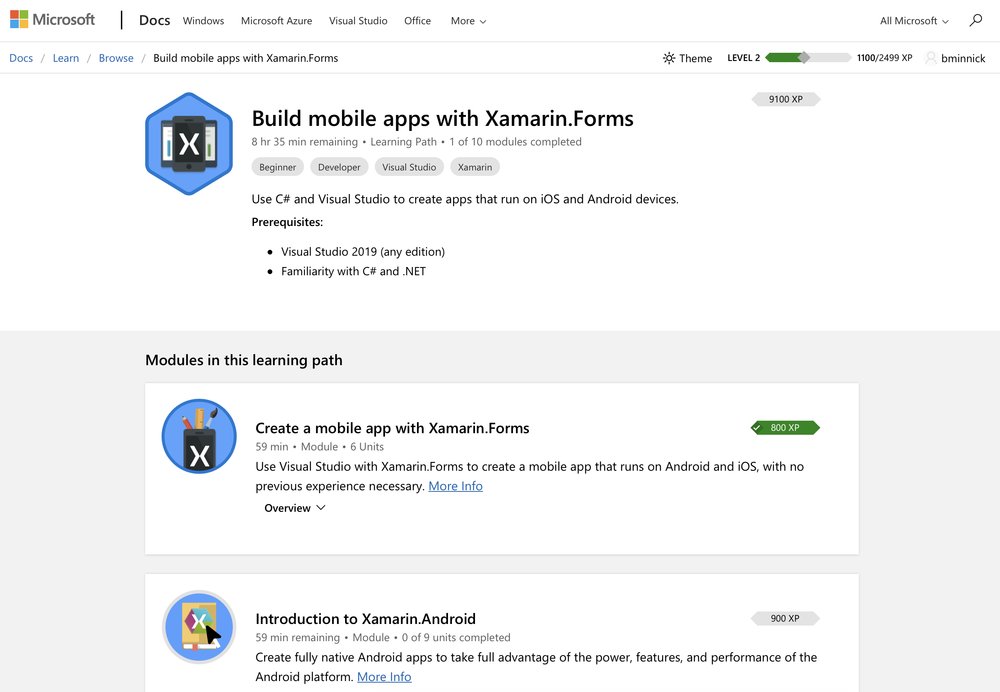 Microsoft | Docs Windows Microsoft Azure Visual Studio Office More All Microsoft
Docs / Learn / Browse / Build mobile apps with Xamarin.Forms Theme LEVEL 2 1100/2499 XP bminnick
9100 XP
Build mobile apps with Xamarin.Forms
8 hr 35 min remaining • Learning Path • 1 of 10 modules completed
Beginner Developer Visual Studio Xamarin
Use C# and Visual Studio to create apps that run on iOS and Android devices.
Prerequisites:
• Visual Studio 2019 (any edition)
• Familiarity with C# and .NET
Modules in this learning path
Create a mobile app with Xamarin.Forms 800 XP
59 min • Module • 6 Units
Use Visual Studio with Xamarin.Forms to create a mobile app that runs on Android and iOS, with no
previous experience necessary. More Info
Overview
Introduction to Xamarin.Android 900 XP
59 min remaining • Module • 0 of 9 units completed
Create fully native Android apps to take full advantage of the power, features, and performance of the
Android platform. More Info